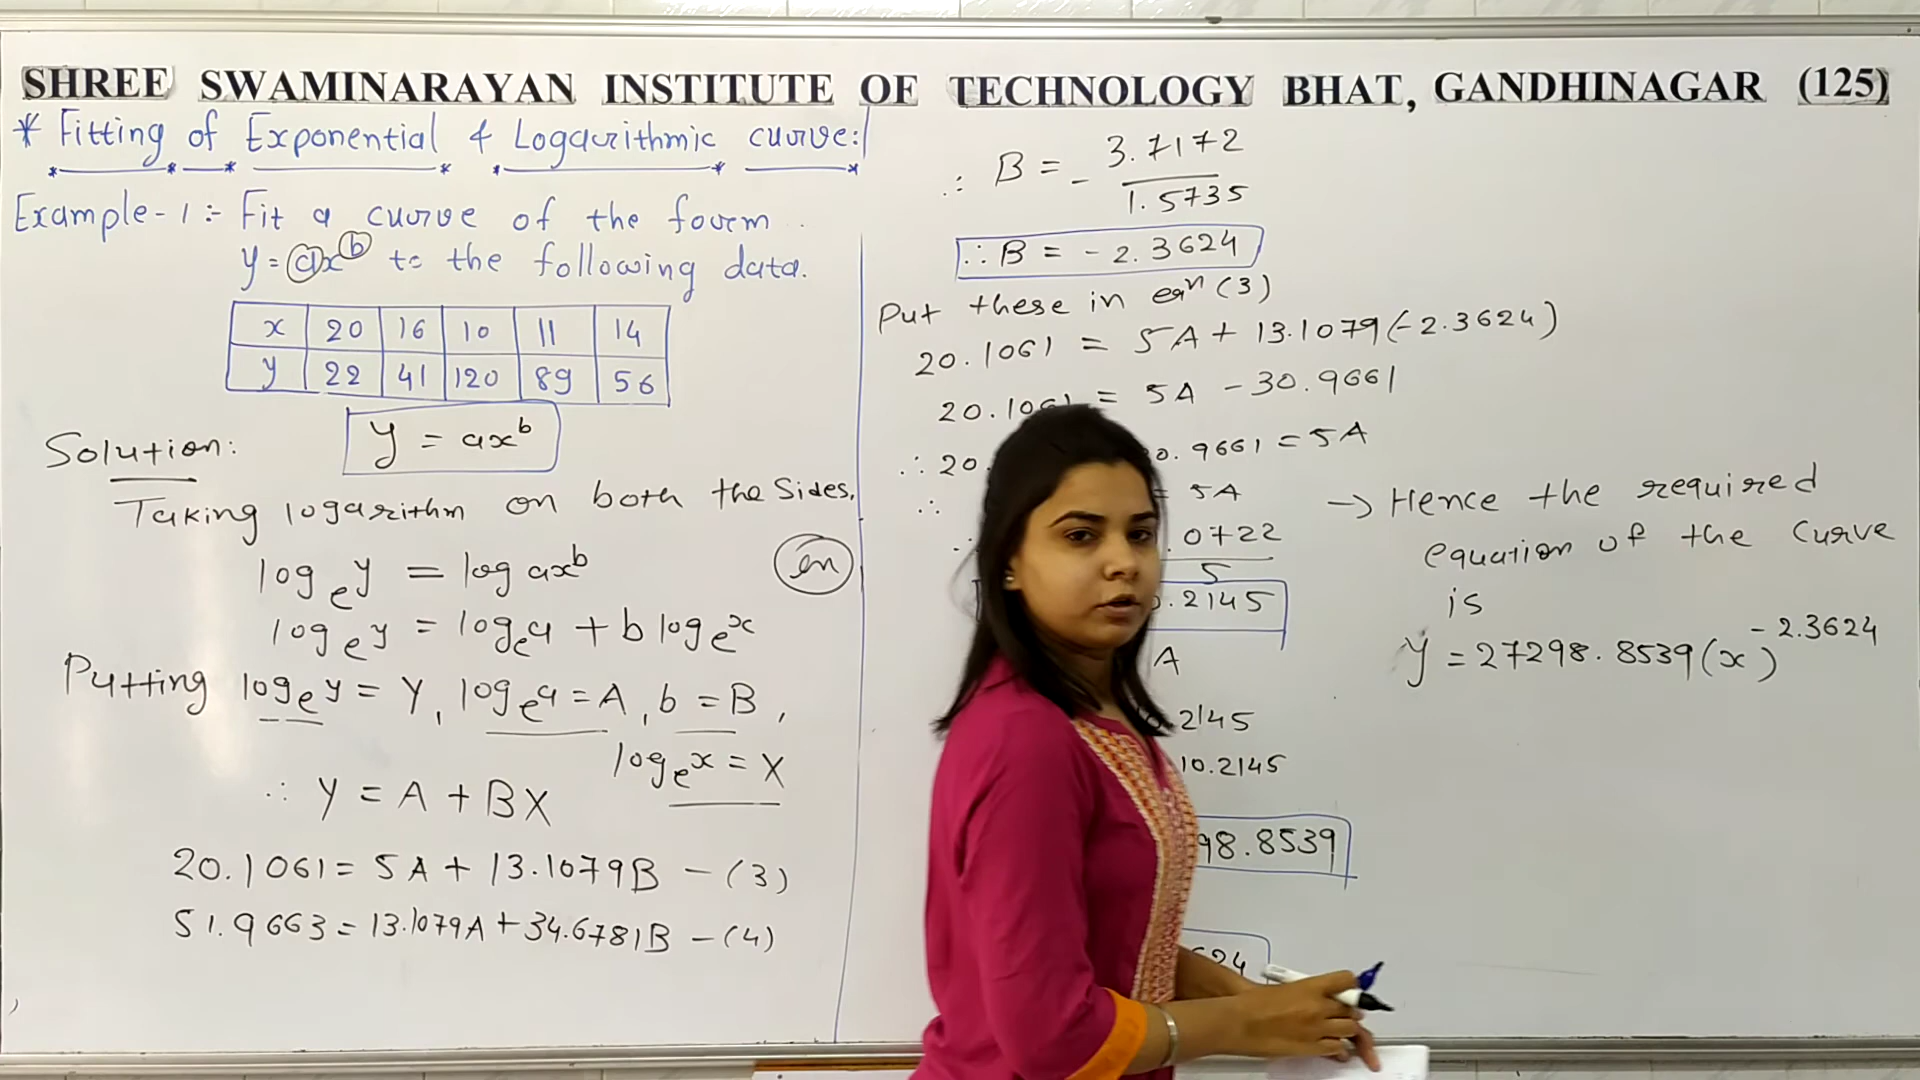 SHREE SWAMINARAYAN INSTITUTE OF TECHNOLOGY BHAT, GANDHINAGAR (125)
* Fitting of Exponential & Logarithmic curve:
Example-1 :- Fit a curve of the form
y = ax^b to the following data.
x 20 16 10 11 14
y 22 41 120 89 56
Solution: y = ax^b
Taking logarithm on both the Sides,
log_e y = log ax^b
ln
log_e y = log_e a + b log_e x
Putting log_e y = Y, log_e a = A, b = B,
log_e x = X
∴ Y = A + BX
20.1061 = 5A + 13.1079B - (3)
51.9663 = 13.1079A + 34.6781B - (4)
∴ B = - 3.7172
1.5735
∴ B = -2.3624
Put these in eqn (3)
20.1061 = 5A + 13.1079(-2.3624)
20.1061 = 5A - 30.9661
∴ 20. 0.9661 = 5A
∴ = 5A
.0722
5
.2145
A
.2145
10.2145
98.8539
624
→ Hence the required
equation of the curve
is
y = 27298.8539(x)^-2.3624